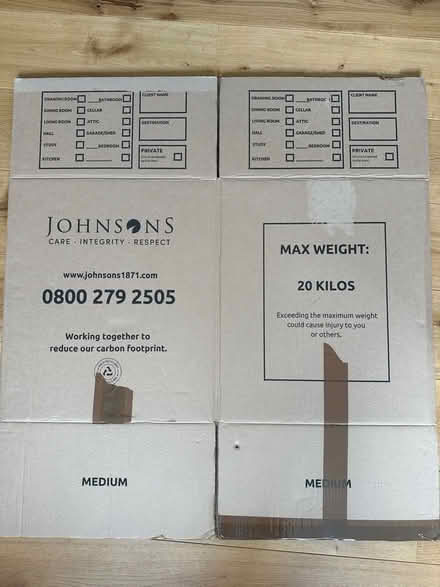 DRAWING ROOM
BATHROOM
DINING ROOM
CELLAR
LIVING ROOM
ATTIC
HALL
GARAGE/SHED
STUDY
BEDROOM
KITCHEN
CLIENT NAME
DESTINATION
PRIVATE
JOHNSONS
CARE · INTEGRITY · RESPECT
www.johnsons1871.com
0800 279 2505
Working together to
reduce our carbon footprint.
MEDIUM
DRAWING ROOM
BATHROO
DINING ROOM
CELLAR
LIVING ROOM
ATTIC
HALL
GARAGE/SHED
STUDY
BEDROOM
KITCHEN
CLIENT NAME
DESTINATION
PRIVATE
MAX WEIGHT:
20 KILOS
Exceeding the maximum weight
could cause injury to you
or others.
MEDIUM